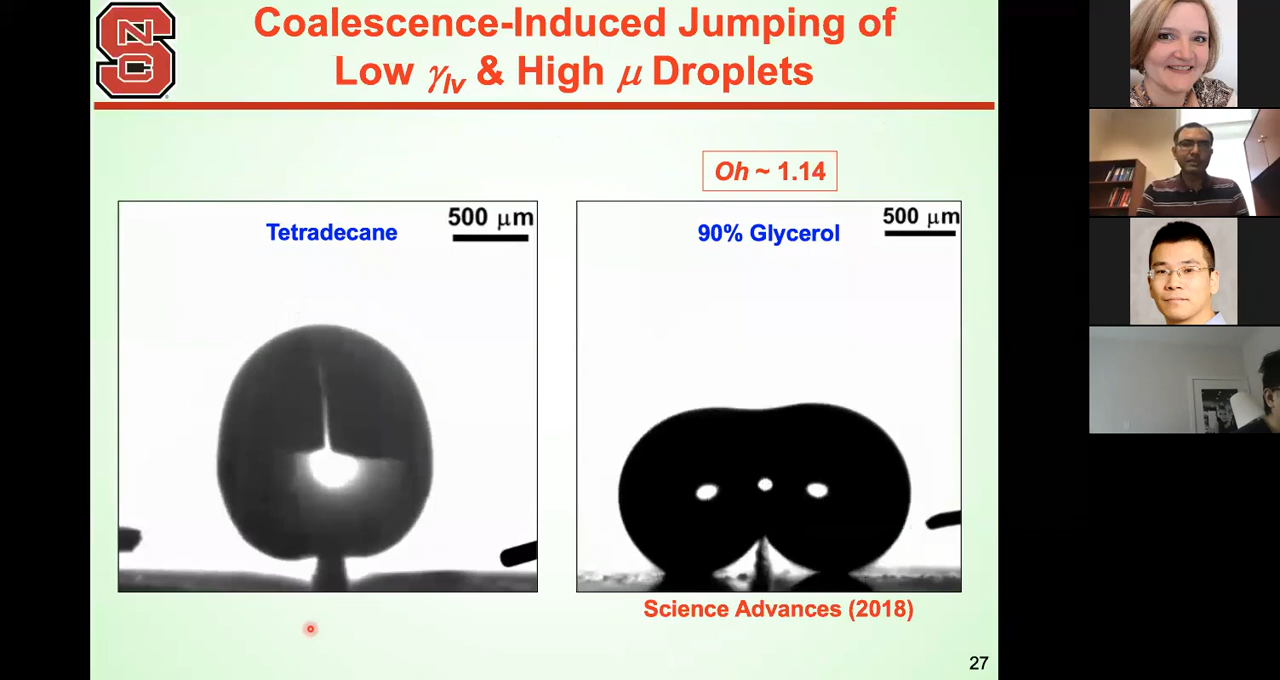 NC
S
Coalescence-Induced Jumping of
Low γlv & High μ Droplets
Oh ~ 1.14
Tetradecane
500 μm
90% Glycerol
500 μm
Science Advances (2018)
27